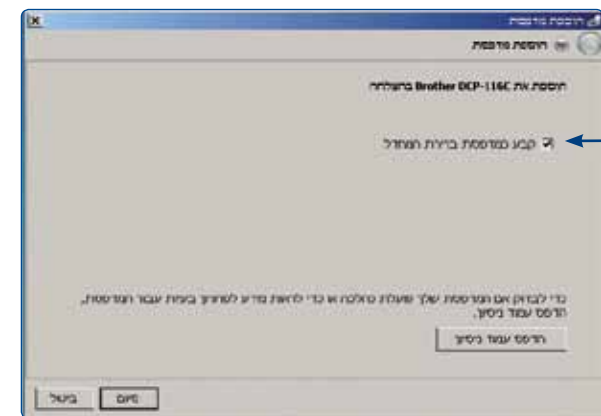 הוספת מדפסת
הוספת מדפסת
הוספת את Brother DCP-116C בהצלחה
קבע כמדפסת ברירת המחדל
כדי לבדוק אם המדפסת שלך פועלת כהלכה או כדי לראות מידע לפתרון בעיות עבור המדפסת,
הדפס עמוד ניסיון.
הדפס עמוד ניסיון
סיום
ביטול